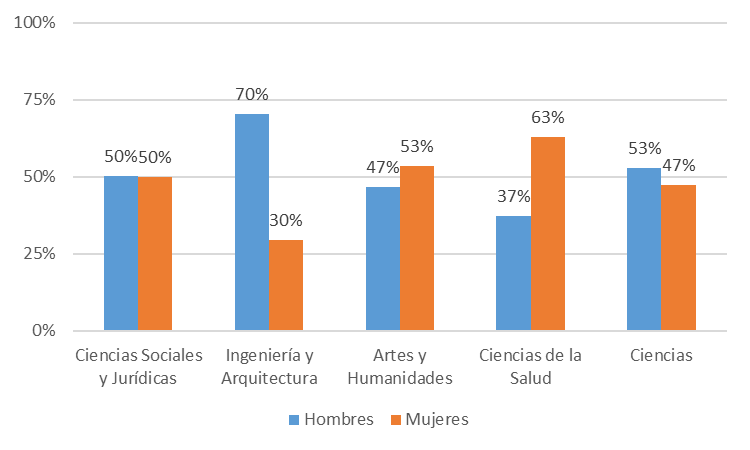 100%
75%
50%
25%
0%
50%
50%
70%
30%
47%
53%
37%
63%
53%
47%
Ciencias Sociales
y Jurídicas
Ingeniería y
Arquitectura
Artes y
Humanidades
Ciencias de la
Salud
Ciencias
Hombres
Mujeres